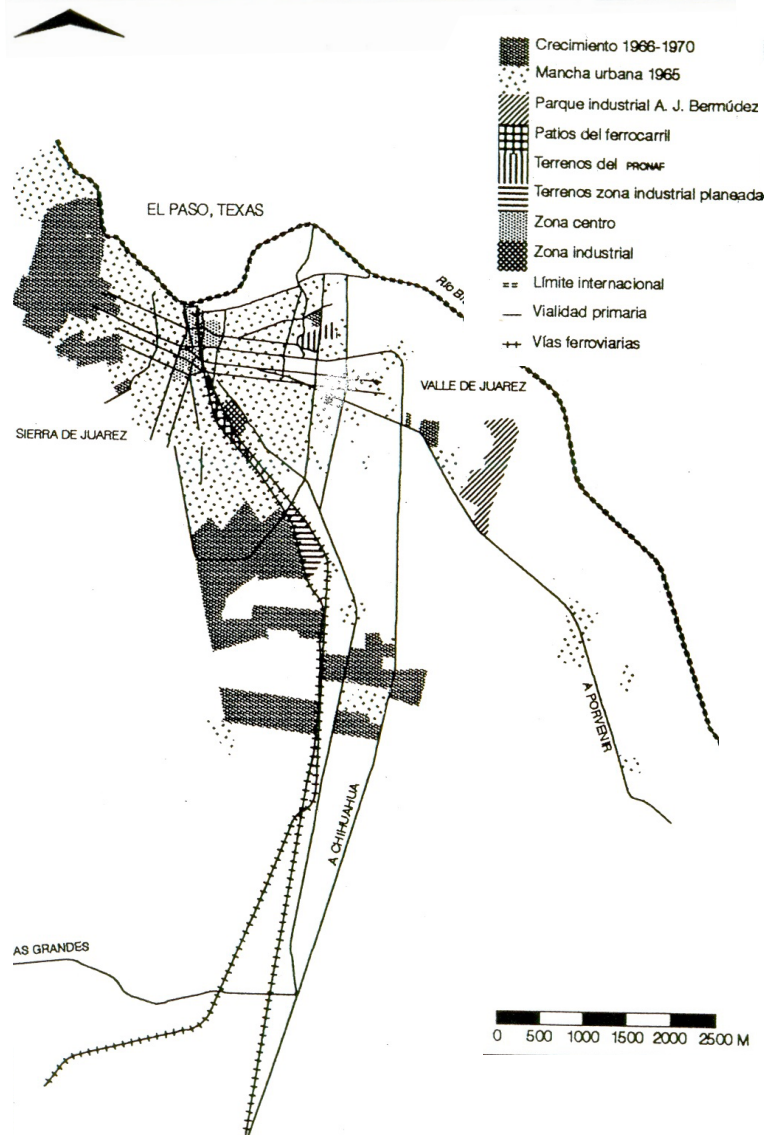 Crecimiento 1966-1970
Mancha urbana 1965
Parque industrial A. J. Bermúdez
Patios del ferrocarril
Terrenos del PRONAF
Terrenos zona industrial planeada
Zona centro
Zona industrial
Límite internacional
Vialidad primaria
Vías ferroviarias
EL PASO, TEXAS
Río B
VALLE DE JUAREZ
SIERRA DE JUAREZ
A PORVENIR
A CHIHUAHUA
AS GRANDES
0 500 1000 1500 2000 2500 M